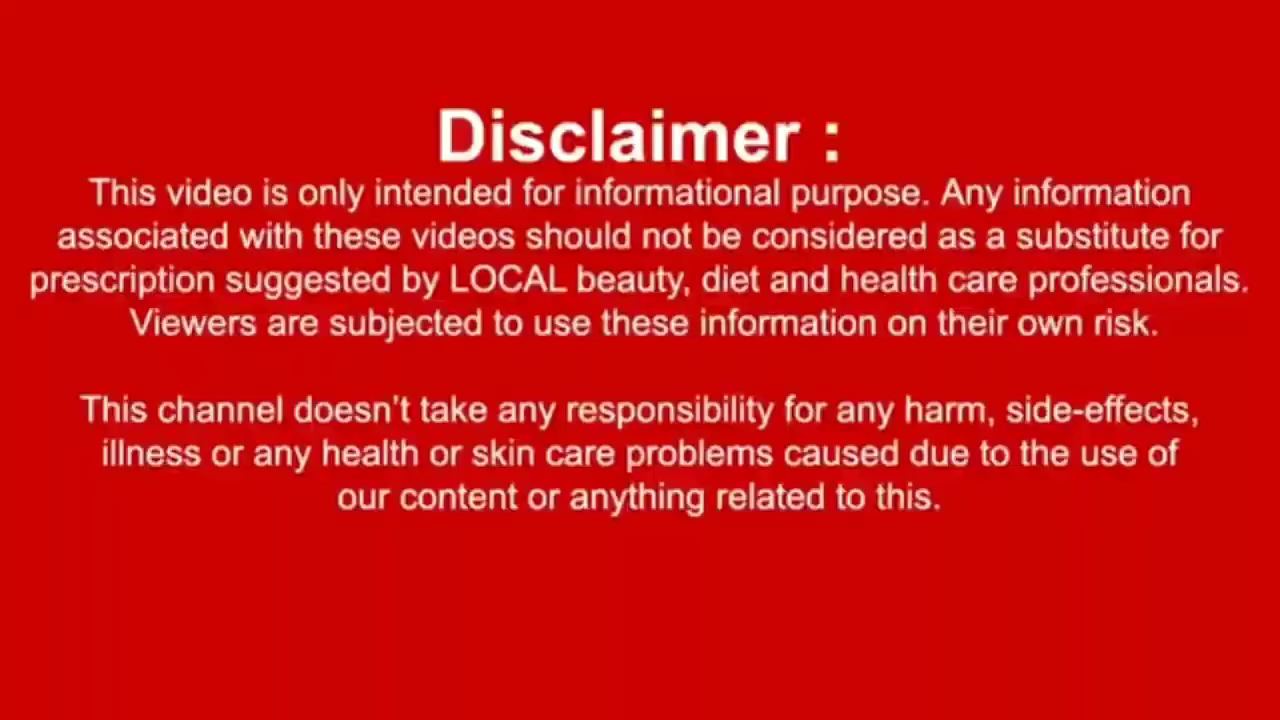 Disclaimer :
This video is only intended for informational purpose. Any information
associated with these videos should not be considered as a substitute for
prescription suggested by LOCAL beauty, diet and health care professionals.
Viewers are subjected to use these information on their own risk.
This channel doesn't take any responsibility for any harm, side-effects,
illness or any health or skin care problems caused due to the use of
our content or anything related to this.